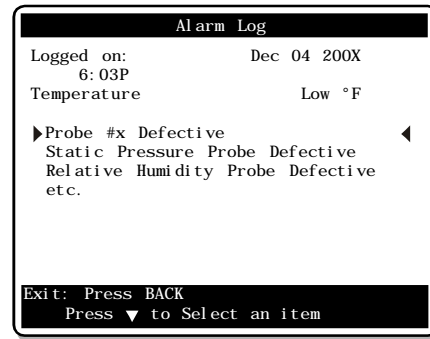 Alarm Log
Logged on: Dec 04 200X
6:03P
Temperature Low °F
▶Probe #x Defective ◀
Static Pressure Probe Defective
Relative Humidity Probe Defective
etc.
Exit: Press BACK
Press ▼ to Select an item